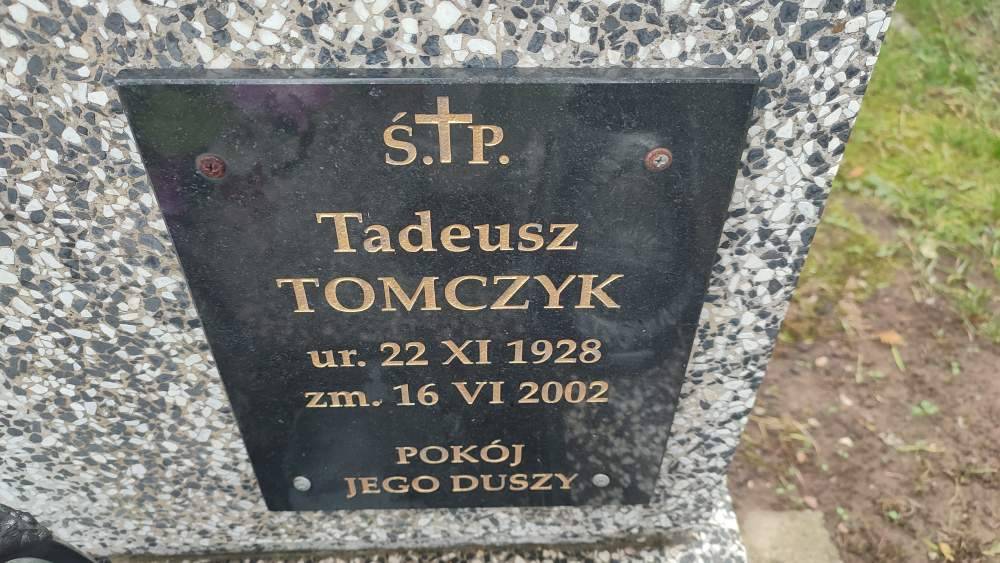 Ś.†P.
Tadeusz
TOMCZYK
ur. 22 XI 1928
zm. 16 VI 2002
POKÓJ
JEGO DUSZY